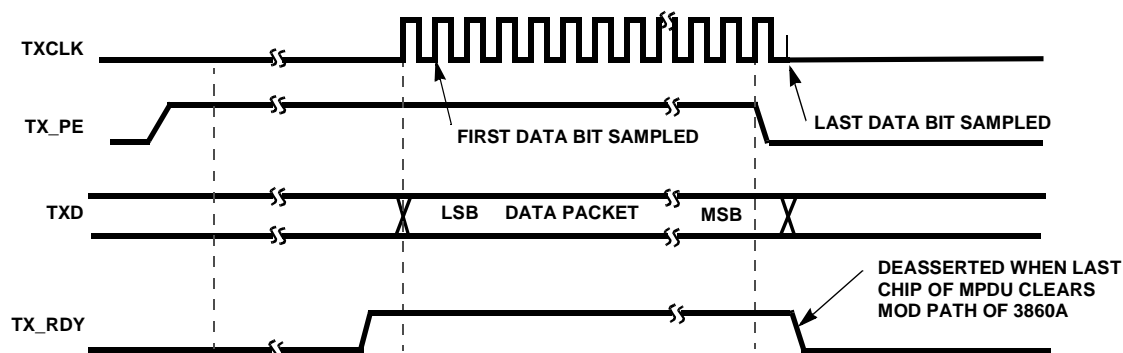 TXCLK
TX_PE
FIRST DATA BIT SAMPLED
LAST DATA BIT SAMPLED
TXD
LSB DATA PACKET MSB
DEASSERTED WHEN LAST
CHIP OF MPDU CLEARS
MOD PATH OF 3860A
TX_RDY